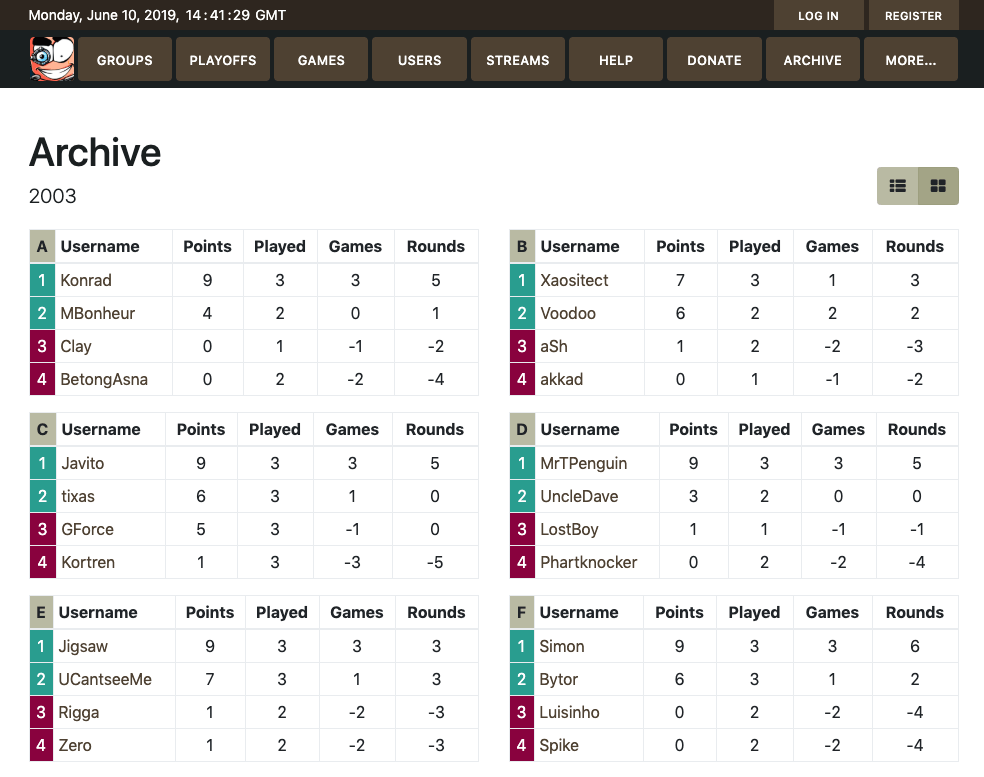 Monday, June 10, 2019, 14:41:29 GMT LOG IN REGISTER
GROUPS PLAYOFFS GAMES USERS STREAMS HELP DONATE ARCHIVE MORE...
Archive
2003
A Username Points Played Games Rounds
1 Konrad 9 3 3 5
2 MBonheur 4 2 0 1
3 Clay 0 1 -1 -2
4 BetongAsna 0 2 -2 -4
B Username Points Played Games Rounds
1 Xaositect 7 3 1 3
2 Voodoo 6 2 2 2
3 aSh 1 2 -2 -3
4 akkad 0 1 -1 -2
C Username Points Played Games Rounds
1 Javito 9 3 3 5
2 tixas 6 3 1 0
3 GForce 5 3 -1 0
4 Kortren 1 3 -3 -5
D Username Points Played Games Rounds
1 MrTPenguin 9 3 3 5
2 UncleDave 3 2 0 0
3 LostBoy 1 1 -1 -1
4 Phartknocker 0 2 -2 -4
E Username Points Played Games Rounds
1 Jigsaw 9 3 3 3
2 UCantseeMe 7 3 1 3
3 Rigga 1 2 -2 -3
4 Zero 1 2 -2 -3
F Username Points Played Games Rounds
1 Simon 9 3 3 6
2 Bytor 6 3 1 2
3 Luisinho 0 2 -2 -4
4 Spike 0 2 -2 -4